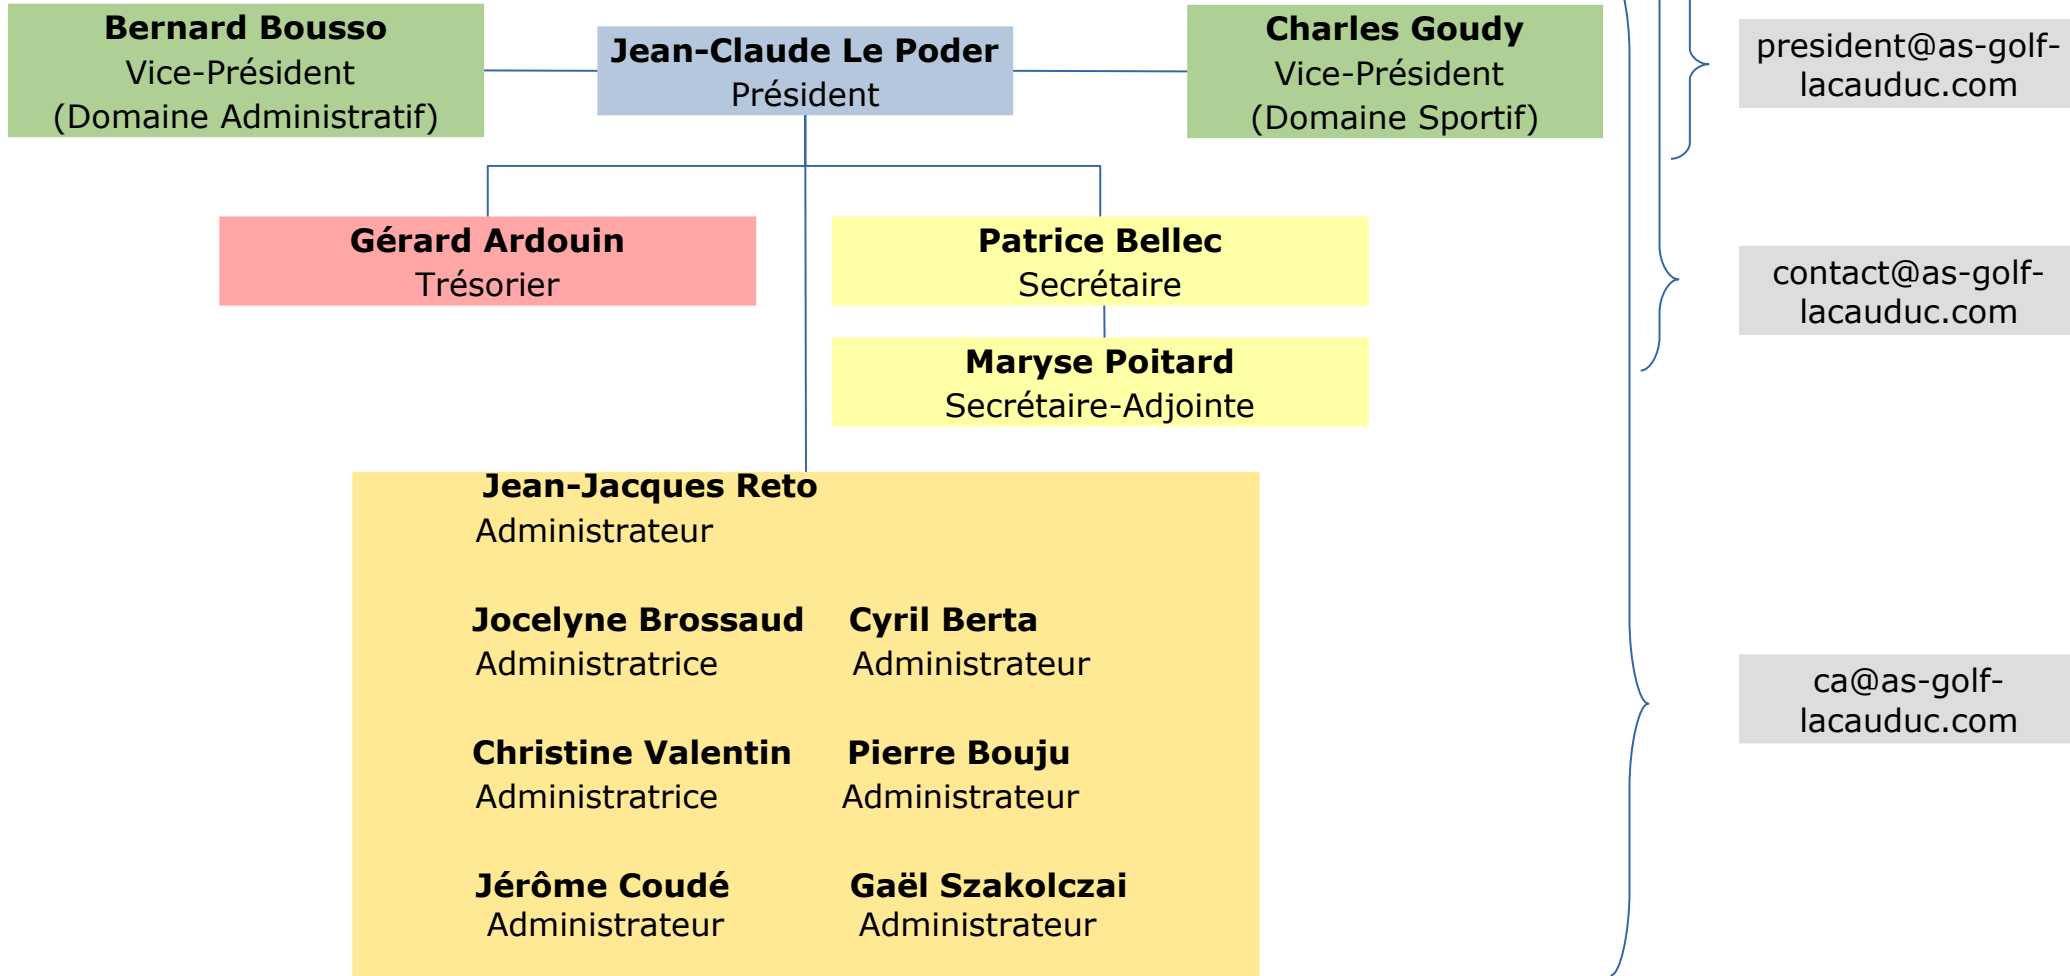 Bernard Bousso
Vice-Président
(Domaine Administratif)
Jean-Claude Le Poder
Président
Charles Goudy
Vice-Président
(Domaine Sportif)
president@as-golf-
lacauduc.com
Gérard Ardouin
Trésorier
Patrice Bellec
Secrétaire
contact@as-golf-
lacauduc.com
Maryse Poitard
Secrétaire-Adjointe
Jean-Jacques Reto
Administrateur
Jocelyne Brossaud Cyril Berta
Administratrice Administrateur
ca@as-golf-
lacauduc.com
Christine Valentin Pierre Bouju
Administratrice Administrateur
Jérôme Coudé Gaël Szakolczai
Administrateur Administrateur